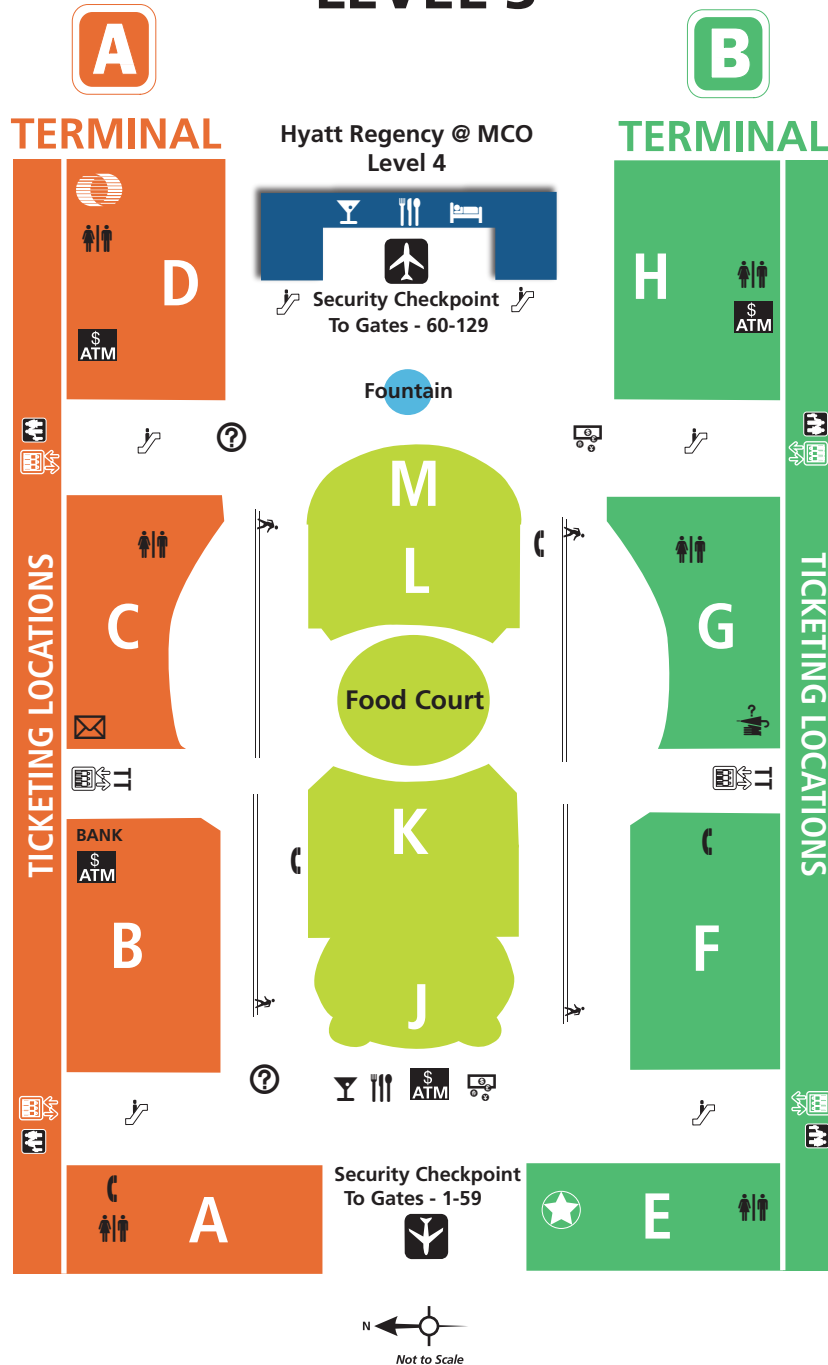 A
B
TERMINAL
TERMINAL
Hyatt Regency @ MCO
Level 4
D
H
$
ATM
$
ATM
Security Checkpoint
To Gates - 60-129
Fountain
?
M
L
C
G
TICKETING LOCATIONS
TICKETING LOCATIONS
Food Court
?
BANK
$
ATM
K
B
F
J
?
$
ATM
A
Security Checkpoint
To Gates - 1-59
E
N
Not to Scale